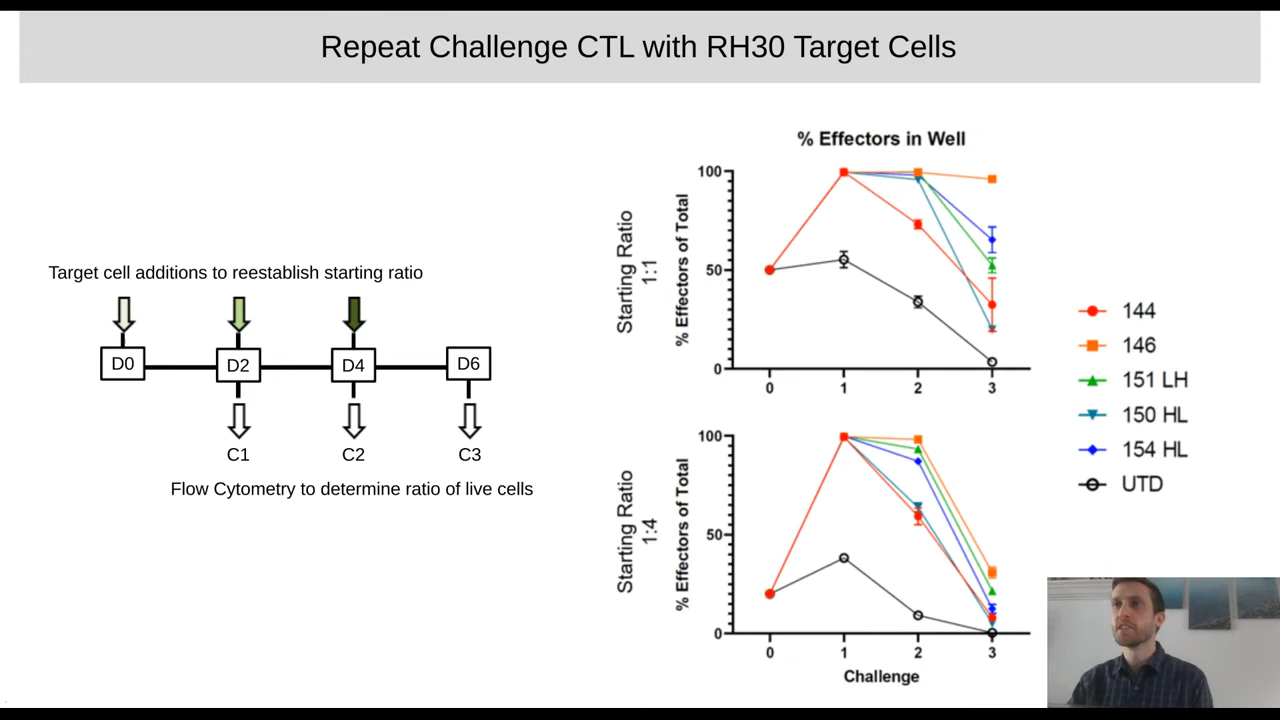 Repeat Challenge CTL with RH30 Target Cells
Target cell additions to reestablish starting ratio
D0
D2
D4
D6
C1
C2
C3
Flow Cytometry to determine ratio of live cells
% Effectors in Well
Starting Ratio
1:1
% Effectors of Total
100
50
0
0
1
2
3
Starting Ratio
1:4
% Effectors of Total
100
50
0
0
1
2
3
Challenge
144
146
151 LH
150 HL
154 HL
UTD